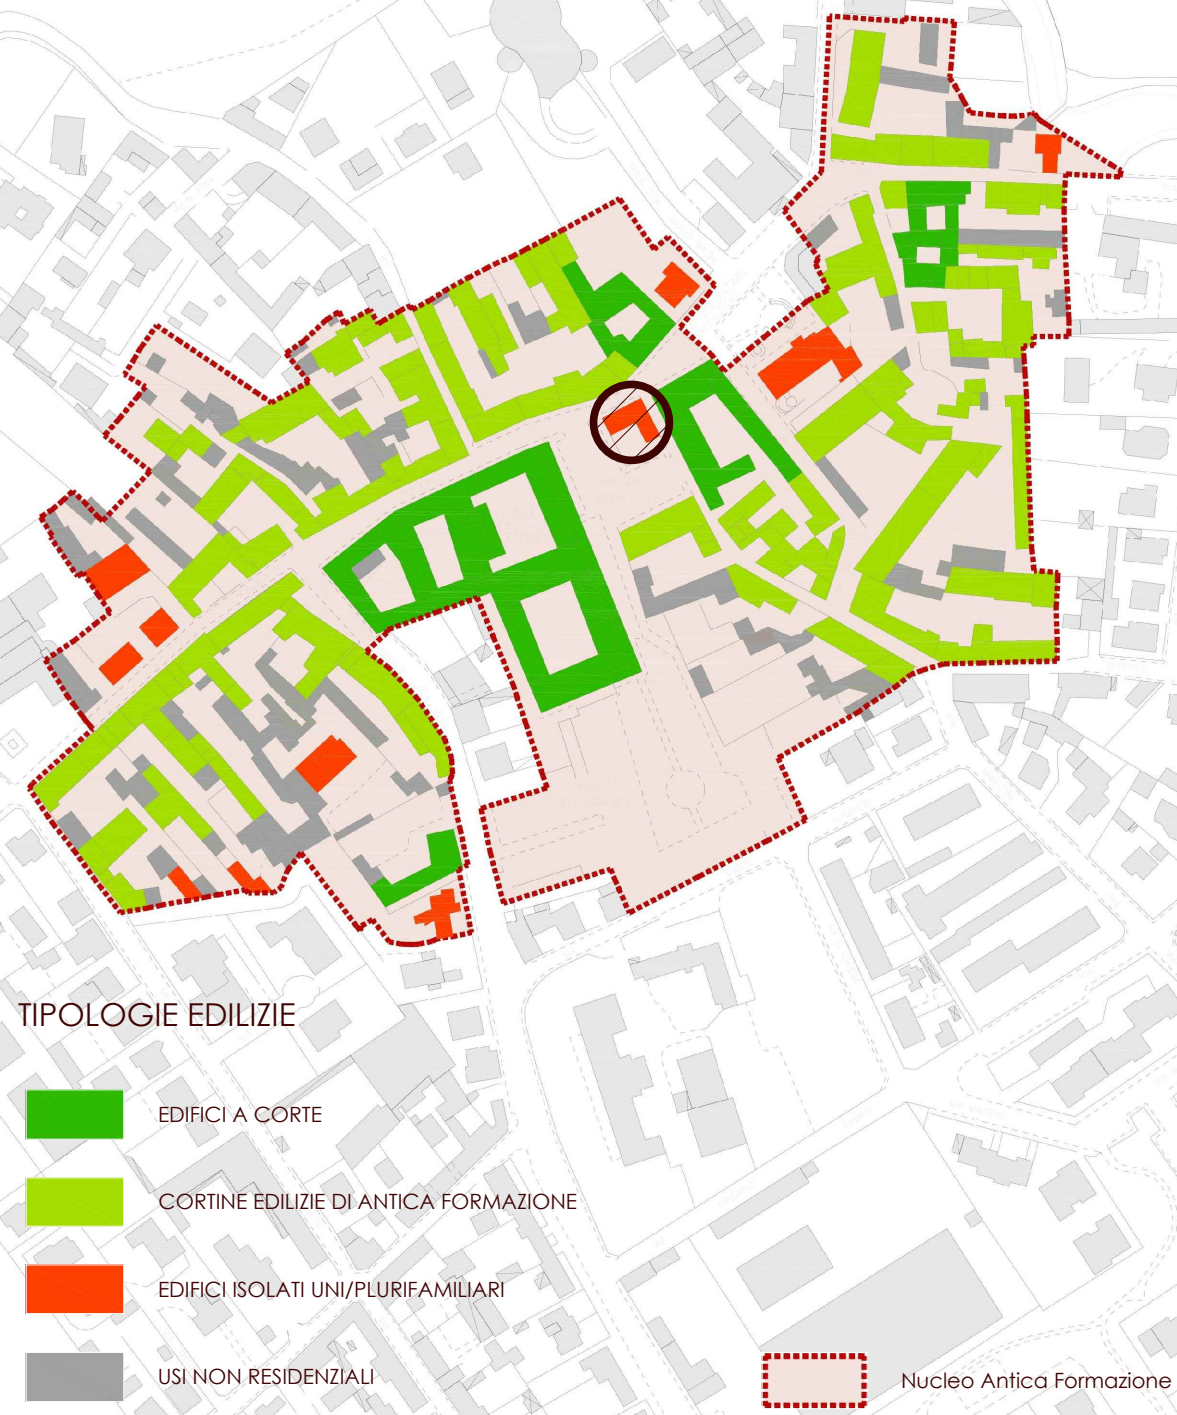 TIPOLOGIE EDILIZIE
EDIFICI A CORTE
CORTINE EDILIZIE DI ANTICA FORMAZIONE
EDIFICI ISOLATI UNI/PLURIFAMILIARI
USI NON RESIDENZIALI
Nucleo Antica Formazione